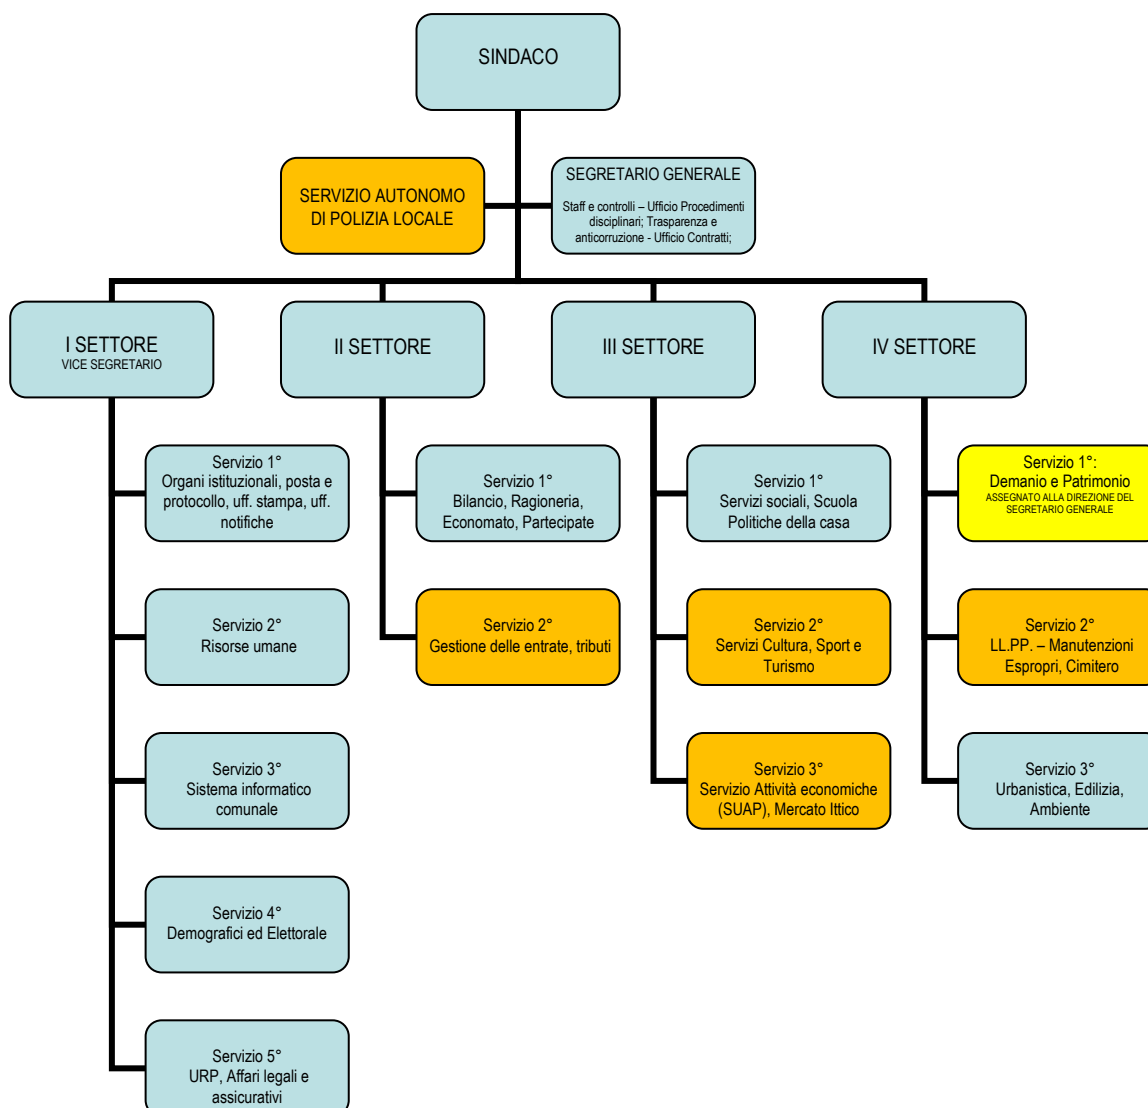 SINDACO
SERVIZIO AUTONOMO
DI POLIZIA LOCALE
SEGRETARIO GENERALE
Staff e controlli – Ufficio Procedimenti
disciplinari; Trasparenza e
anticorruzione - Ufficio Contratti;
I SETTORE
VICE SEGRETARIO
II SETTORE
III SETTORE
IV SETTORE
Servizio 1°
Organi istituzionali, posta e
protocollo, uff. stampa, uff.
notifiche
Servizio 1°
Bilancio, Ragioneria,
Economato, Partecipate
Servizio 1°
Servizi sociali, Scuola
Politiche della casa
Servizio 1°:
Demanio e Patrimonio
ASSEGNATO ALLA DIREZIONE DEL
SEGRETARIO GENERALE
Servizio 2°
Risorse umane
Servizio 2°
Gestione delle entrate, tributi
Servizio 2°
Servizi Cultura, Sport e
Turismo
Servizio 2°
LL.PP. – Manutenzioni
Espropri, Cimitero
Servizio 3°
Sistema informatico
comunale
Servizio 3°
Servizio Attività economiche
(SUAP), Mercato Ittico
Servizio 3°
Urbanistica, Edilizia,
Ambiente
Servizio 4°
Demografici ed Elettorale
Servizio 5°
URP, Affari legali e
assicurativi